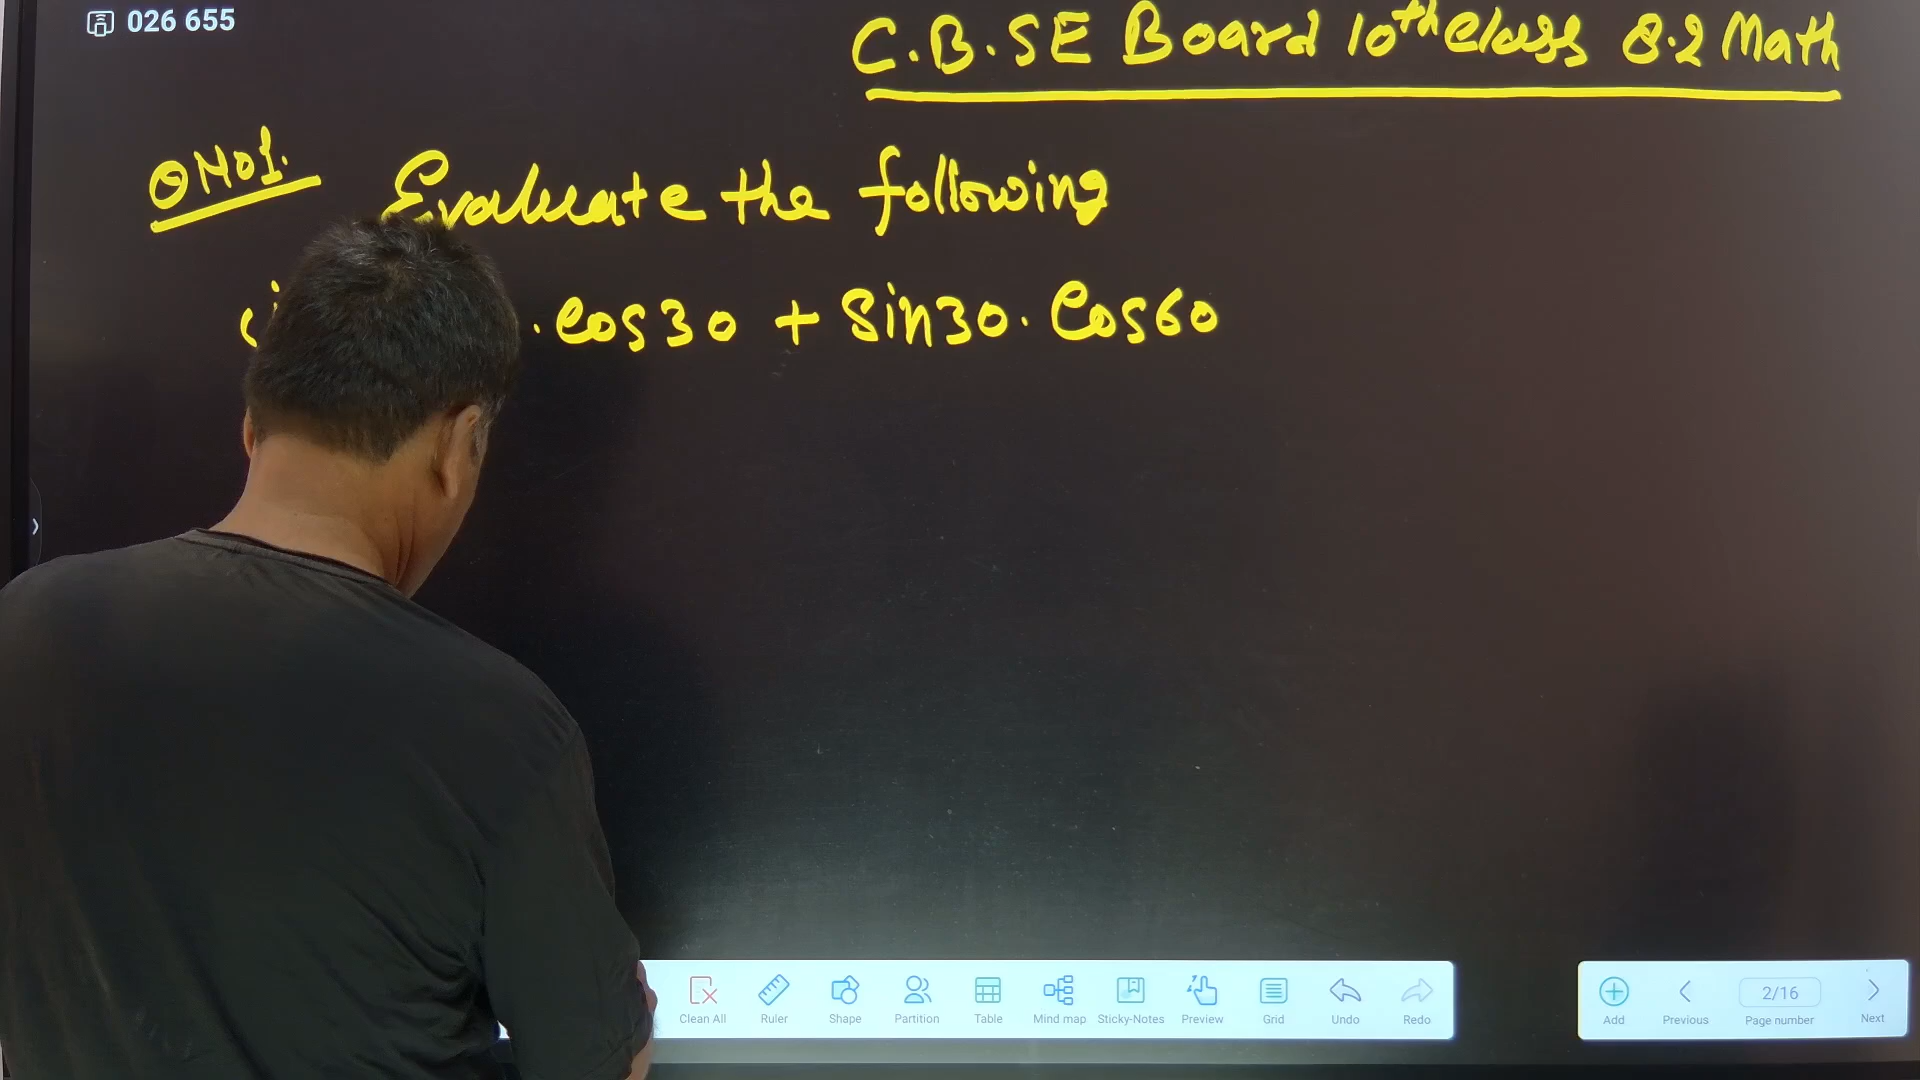 026 655
C.B.SE Board 10th class 8.2 Math
QNo1. Evaluate the following
(i . Cos30 + Sin30. Cos60
Clean All Ruler Shape Partition Table Mind map Sticky-Notes Preview Grid Undo Redo
Add Previous 2/16 Page number Next